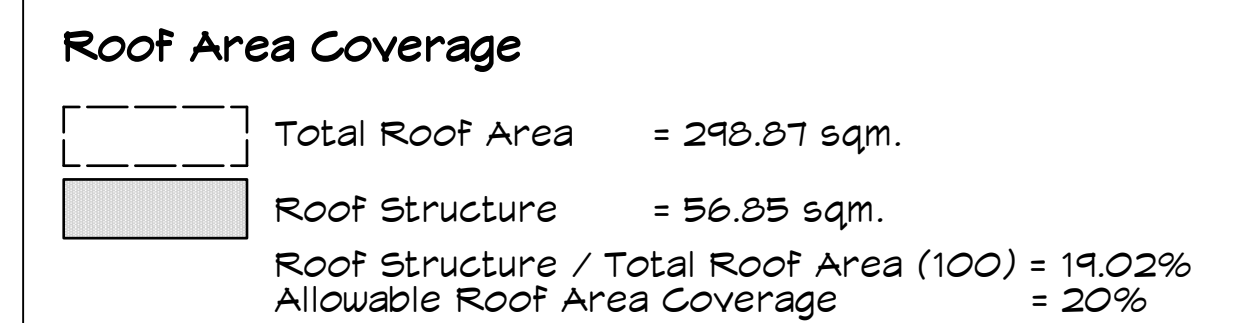 Roof Area Coverage
Total Roof Area = 298.87 sqm.
Roof Structure = 56.85 sqm.
Roof Structure / Total Roof Area (100) = 19.02%
Allowable Roof Area Coverage = 20%